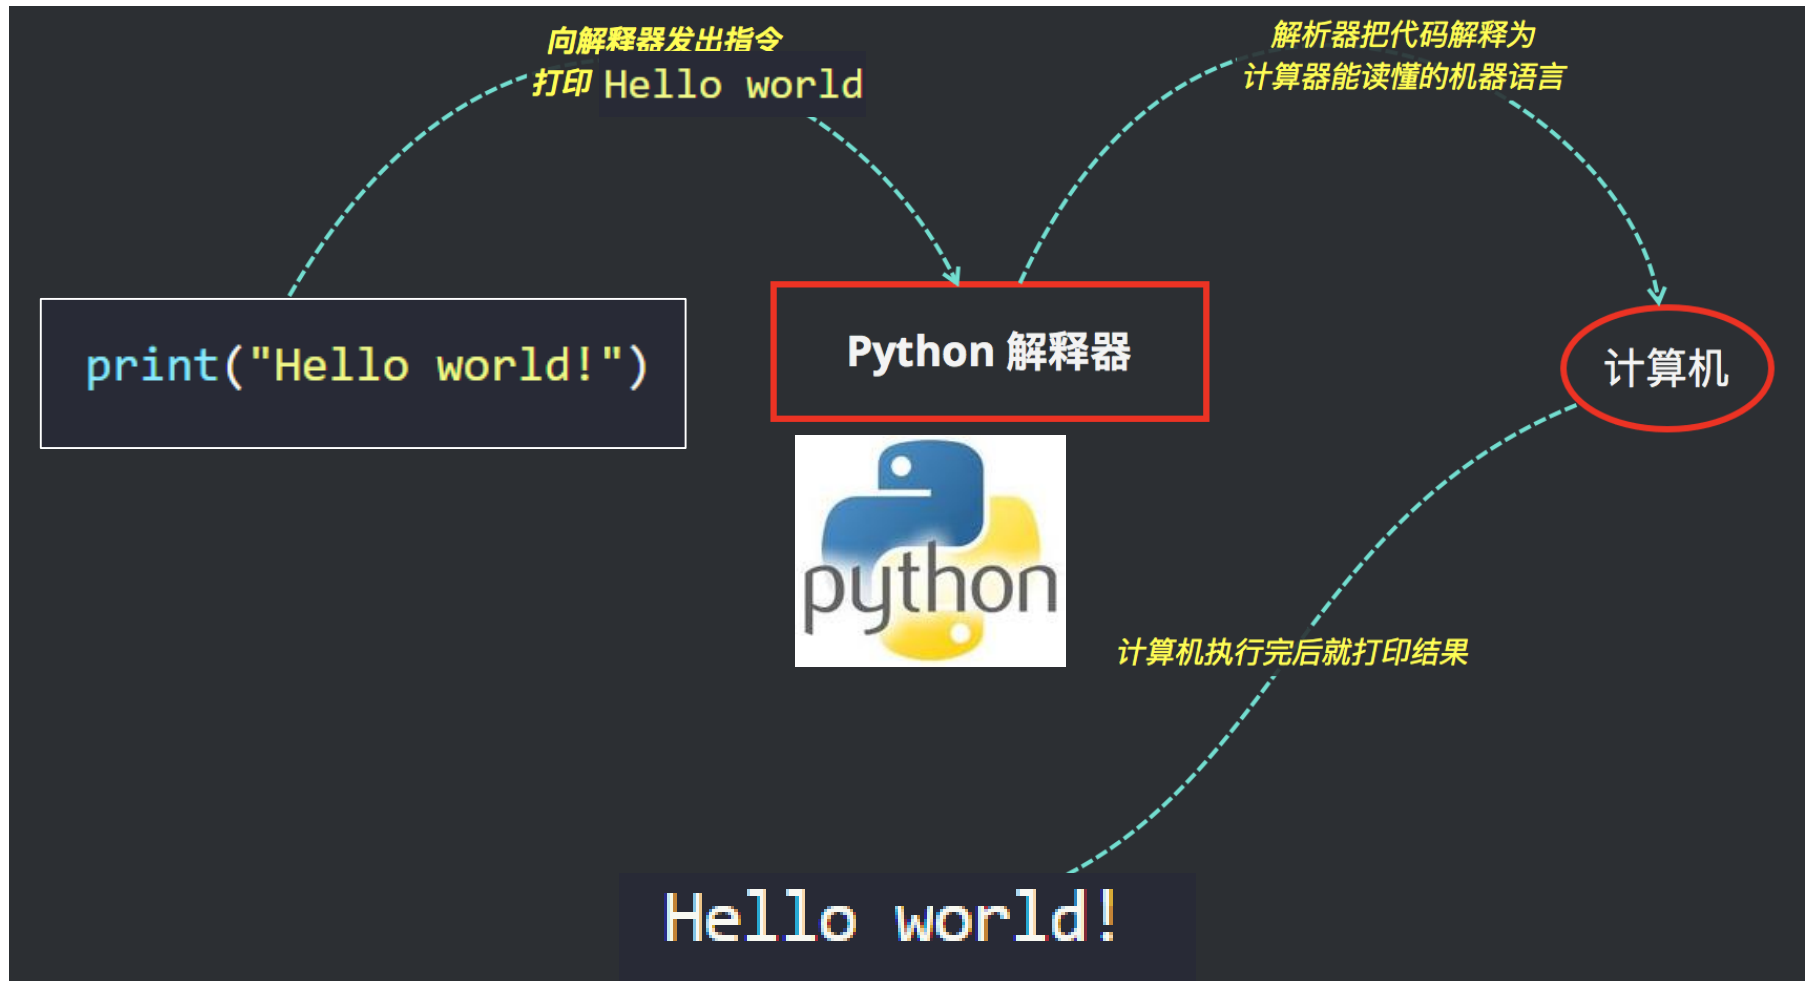 向解释器发出指令
打印 Hello world
解析器把代码解释为
计算器能读懂的机器语言
print("Hello world!")
Python 解释器
计算机
python
计算机执行完后就打印结果
Hello world!